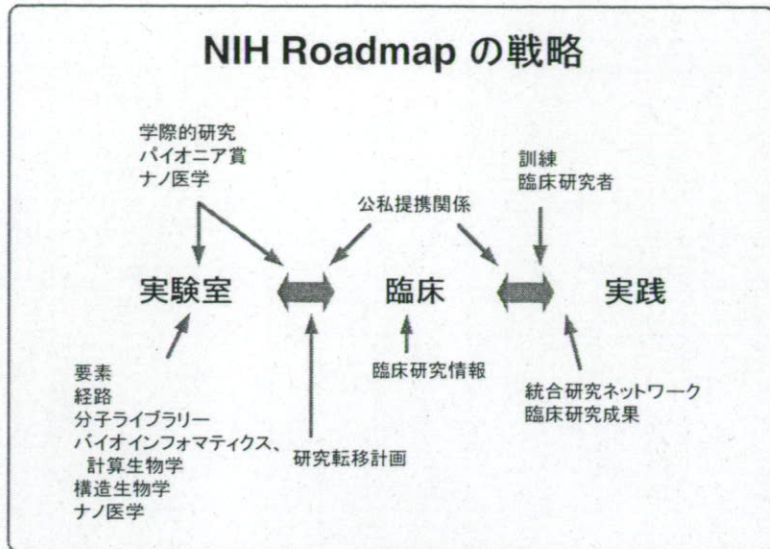 NIH Roadmap の戦略
学際的研究
パイオニア賞
ナノ医学
公私提携関係
訓練
臨床研究者
実験室
臨床
実践
要素
経路
分子ライブラリー
バイオインフォマティクス、
計算生物学
構造生物学
ナノ医学
研究転移計画
臨床研究情報
統合研究ネットワーク
臨床研究成果